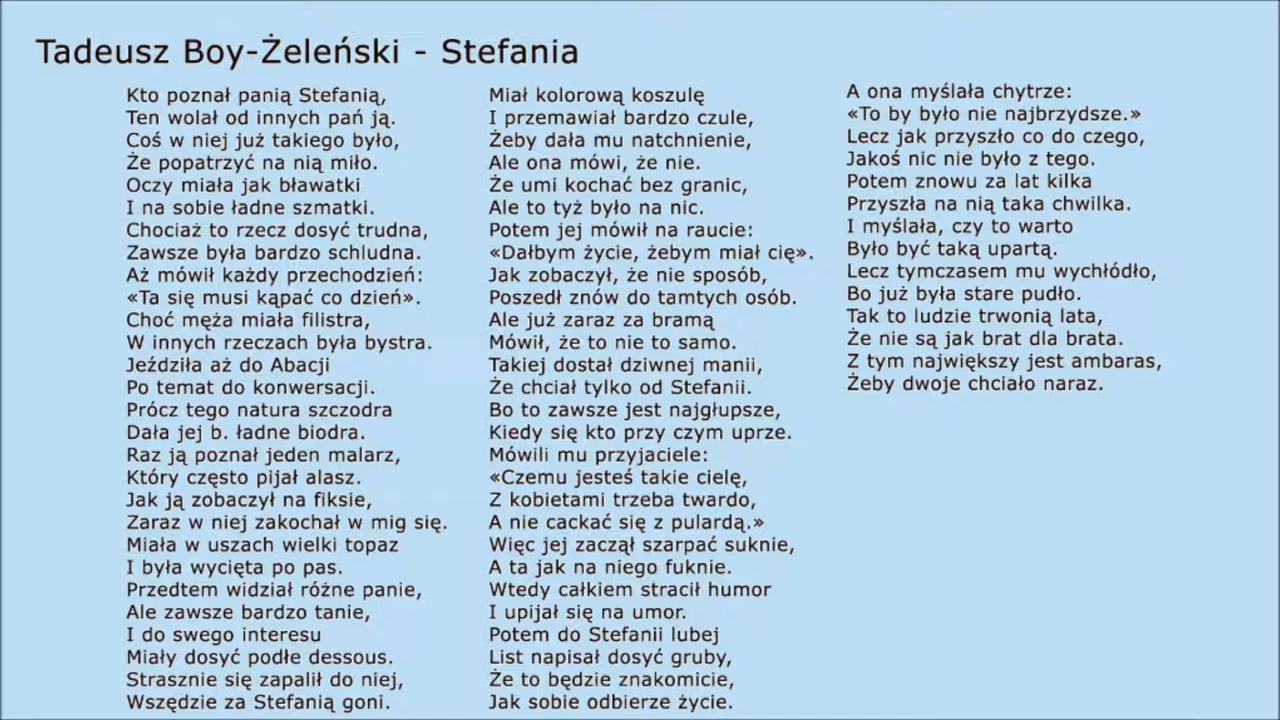 Tadeusz Boy-Żeleński - Stefania
Kto poznał panią Stefanią,
Ten wolał od innych pań ją.
Coś w niej już takiego było,
Że popatrzyć na nią miło.
Oczy miała jak bławatki
I na sobie ładne szmatki.
Chociaż to rzecz dosyć trudna,
Zawsze była bardzo schludna.
Aż mówił każdy przechodzień:
«Ta się musi kąpać co dzień».
Choć męża miała filistra,
W innych rzeczach była bystra.
Jeździła aż do Abacji
Po temat do konwersacji.
Prócz tego natura szczodra
Dała jej b. ładne biodra.
Raz ją poznał jeden malarz,
Który często pijał alasz.
Jak ją zobaczył na fiksie,
Zaraz w niej zakochał w mig się.
Miała w uszach wielki topaz
I była wycięta po pas.
Przedtem widział różne panie,
Ale zawsze bardzo tanie,
I do swego interesu
Miały dosyć podłe dessous.
Strasznie się zapalił do niej,
Wszędzie za Stefanią goni.
Miał kolorową koszulę
I przemawiał bardzo czule,
Żeby dała mu natchnienie,
Ale ona mówi, że nie.
Że umi kochać bez granic,
Ale to tyż było na nic.
Potem jej mówił na raucie:
«Dałbym życie, żebym miał cię».
Jak zobaczył, że nie sposób,
Poszedł znów do tamtych osób.
Ale już zaraz za bramą
Mówił, że to nie to samo.
Takiej dostał dziwnej manii,
Że chciał tylko od Stefanii.
Bo to zawsze jest najgłupsze,
Kiedy się kto przy czym uprze.
Mówili mu przyjaciele:
«Czemu jesteś takie cielę,
Z kobietami trzeba twardo,
A nie cackać się z pulardą.»
Więc jej zaczął szarpać suknie,
A ta jak na niego fuknie.
Wtedy całkiem stracił humor
I upijał się na umor.
Potem do Stefanii lubej
List napisał dosyć gruby,
Że to będzie znakomicie,
Jak sobie odbierze życie.
A ona myślała chytrze:
«To by było nie najbrzydsze.»
Lecz jak przyszło co do czego,
Jakoś nic nie było z tego.
Potem znowu za lat kilka
Przyszła na nią taka chwilka.
I myślała, czy to warto
Było być taką upartą.
Lecz tymczasem mu wychłódło,
Bo już była stare pudło.
Tak to ludzie trwonią lata,
Że nie są jak brat dla brata.
Z tym największy jest ambaras,
Żeby dwoje chciało naraz.